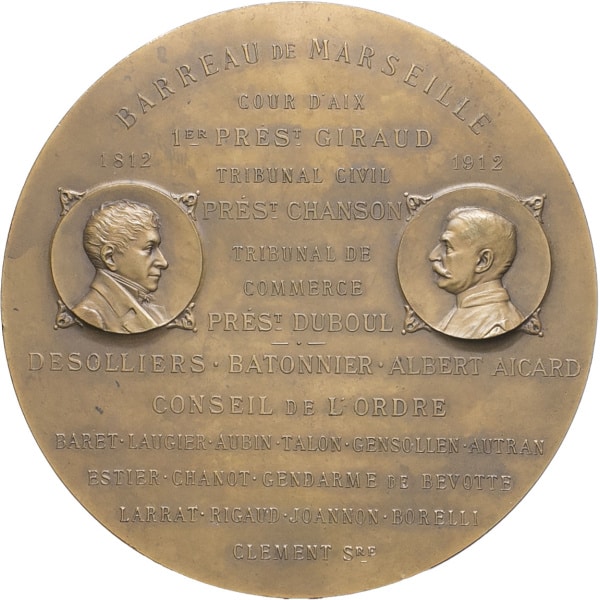 BARREAU DE MARSEILLE
COUR D'AIX
1ER PRÉST GIRAUD
1812 1912
TRIBUNAL CIVIL
PRÉST CHANSON
TRIBUNAL DE
COMMERCE
PRÉST DUBOUL
DESOLLIERS · BATONNIER · ALBERT AICARD
CONSEIL DE L'ORDRE
BARET · LAUGIER · AUBIN · TALON · GENSOLLEN · AUTRAN
ESTIER · CHANOT · GENDARME DE BEVOTTE
LARRAT · RIGAUD · JOANNON · BORELLI
CLEMENT SRE